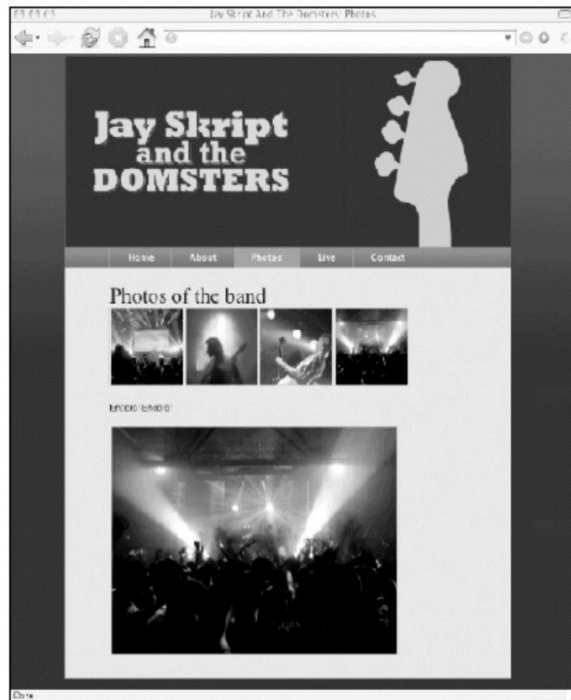 Jay Skript And The Domsters: Photos
Jay Skript
and the
DOMSTERS
Home About Photos Live Contact
Photos of the band
Done